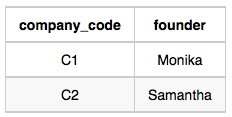 company_code founder
C1 Monika
C2 Samantha